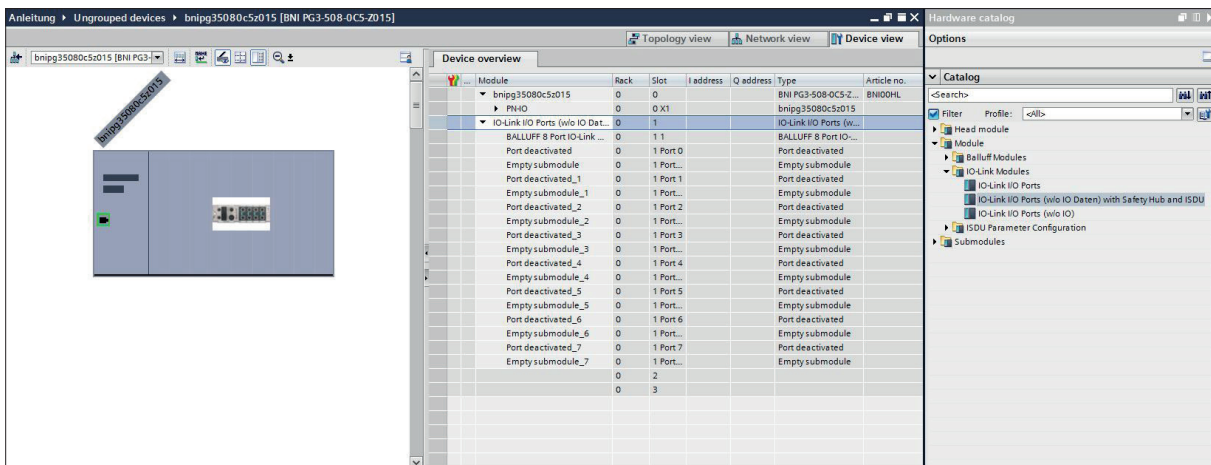 Anleitung ▸ Ungrouped devices ▸ bnipg35080c5z015 [BNI PG3-508-0C5-Z015]
Topology view Network view Device view
bnipg35080c5z015 [BNI PG3-
bnipg35080c5z015
Device overview
... Module Rack Slot I address Q address Type Article no.
bnipg35080c5z015 0 0 BNI PG3-508-0C5-Z... BNI00HL
PN-IO 0 0 X1 bnipg35080c5z015
IO-Link I/O Ports (w/o IO Dat... 0 1 IO-Link I/O Ports (w...
BALLUFF 8 Port IO-Link ... 0 1 1 BALLUFF 8 Port IO-...
Port deactivated 0 1 Port 0 Port deactivated
Empty submodule 0 1 Port... Empty submodule
Port deactivated_1 0 1 Port 1 Port deactivated
Empty submodule_1 0 1 Port... Empty submodule
Port deactivated_2 0 1 Port 2 Port deactivated
Empty submodule_2 0 1 Port... Empty submodule
Port deactivated_3 0 1 Port 3 Port deactivated
Empty submodule_3 0 1 Port... Empty submodule
Port deactivated_4 0 1 Port 4 Port deactivated
Empty submodule_4 0 1 Port... Empty submodule
Port deactivated_5 0 1 Port 5 Port deactivated
Empty submodule_5 0 1 Port... Empty submodule
Port deactivated_6 0 1 Port 6 Port deactivated
Empty submodule_6 0 1 Port... Empty submodule
Port deactivated_7 0 1 Port 7 Port deactivated
Empty submodule_7 0 1 Port... Empty submodule
0 2
0 3
Hardware catalog
Options
Catalog
<Search>
Filter Profile: <All>
Head module
Module
Balluff Modules
IO-Link Modules
IO-Link I/O Ports
IO-Link I/O Ports (w/o IO Daten) with Safety Hub and ISDU
IO-Link I/O Ports (w/o IO)
ISDU Parameter Configuration
Submodules